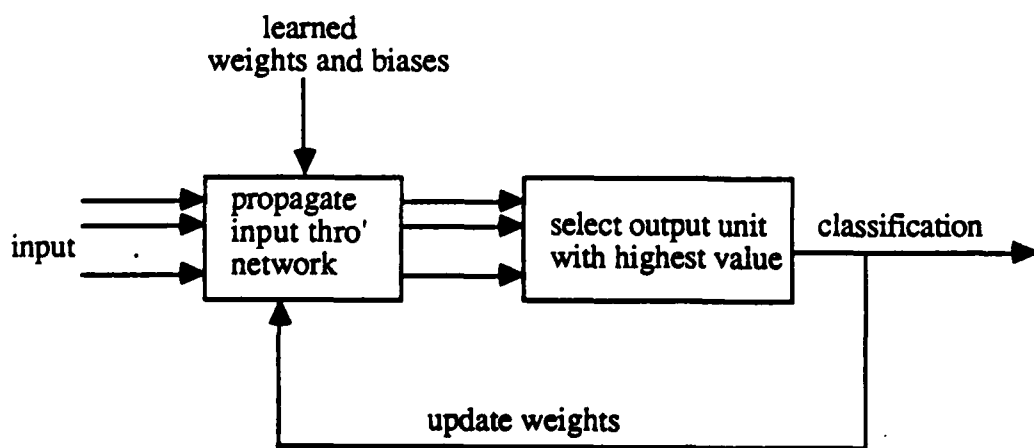 learned
weights and biases
propagate
input thro'
network
input
select output unit
with highest value
classification
update weights